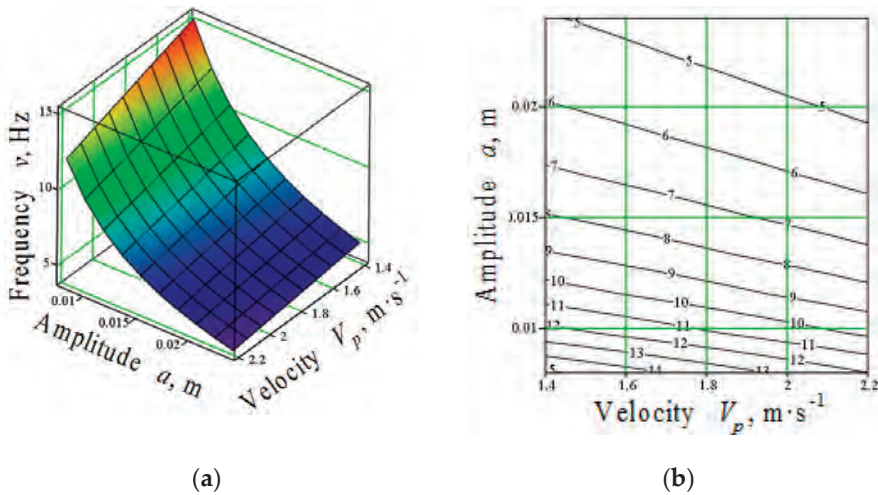 Frequency ν, Hz
15
10
5
0.01
0.015
0.02
Amplitude a, m
1.4
1.6
1.8
2
2.2
Velocity Vₚ, m·s⁻¹
Amplitude a, m
0.02
0.015
0.01
5 5 5
6 6 6
7 7 7
8 8 8
9 9 9
10 10 10
11 11 11
12 12 12
13
1.4 1.6 1.8 2 2.2
Velocity Vₚ, m·s⁻¹
(a)
(b)